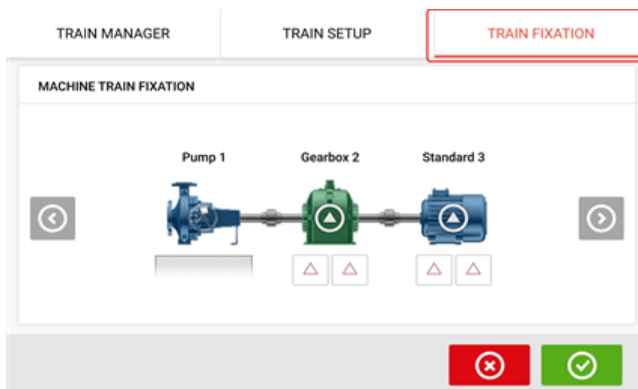 TRAIN MANAGER
TRAIN SETUP
TRAIN FIXATION
MACHINE TRAIN FIXATION
Pump 1
Gearbox 2
Standard 3